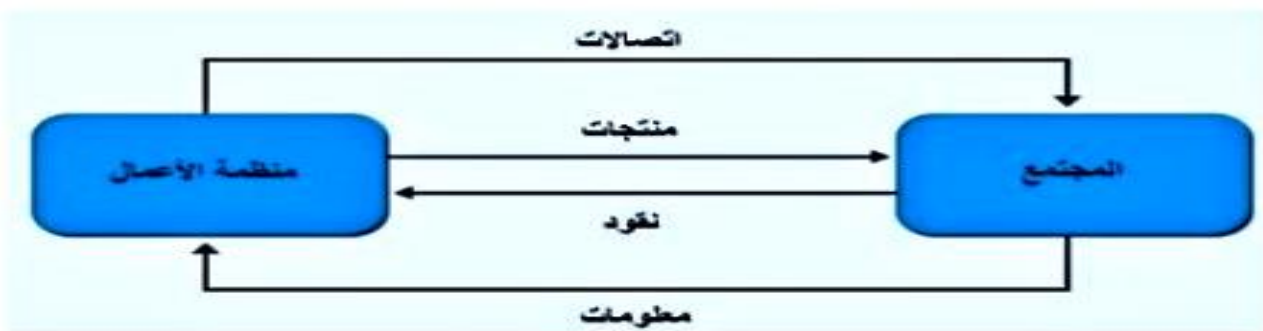 اتصالات
منتجات
منظمة الأعمال
المجتمع
نقود
معلومات